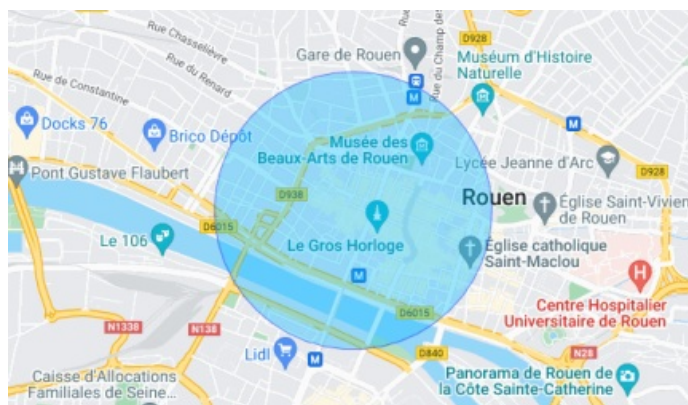 Rue Chasselièvre
Gare de Rouen
Rue du Champ des
D928
Muséum d'Histoire
Naturelle
Rue du Renard
Rue de Constantine
M
Docks 76
Brico Dépôt
Musée des
Beaux-Arts de Rouen
M
Lycée Jeanne d'Arc
D928
Pont Gustave Flaubert
D938
Rouen
Église Saint-Vivien
de Rouen
D6015
Le 106
Le Gros Horloge
Église catholique
Saint-Maclou
M
H
Centre Hospitalier
Universitaire de Rouen
N1338
N138
D6015
Lidl
M
D840
N28
Caisse d'Allocations
Familiales de Seine...
Panorama de Rouen de
la Côte Sainte-Catherine